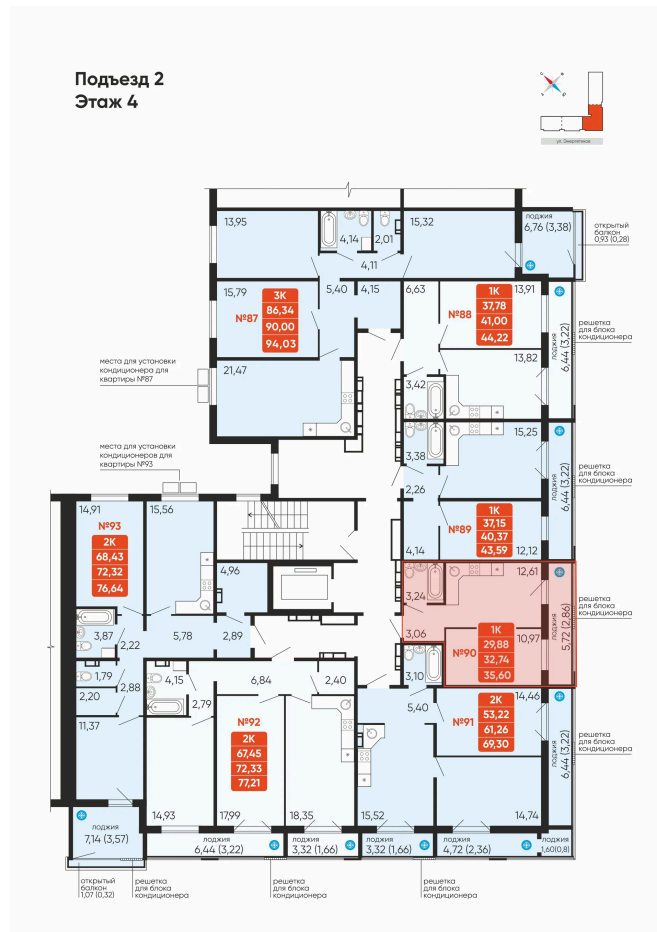 Подъезд 2
Этаж 4
ул. Энергетиков
13,95
4,14
2,01
15,32
лоджия
6,76 (3,38)
открытый
балкон
0,93 (0,28)
4,11
15,79
5,40
4,15
6,63
13,91
№87
3К
86,34
90,00
94,03
№88
1К
37,78
41,00
44,22
лоджия
6,44 (3,22)
решетка
для блока
кондиционера
места для установки
кондиционера для
квартиры №87
21,47
13,82
3,42
места для установки
кондиционеров для
квартиры №93
3,38
15,25
2,26
лоджия
6,44 (3,22)
решетка
для блока
кондиционера
14,91
15,56
№93
2К
68,43
72,32
76,64
№89
1К
37,15
40,37
43,59
4,14
12,12
4,96
3,24
12,61
лоджия
5,72 (2,86)
решетка
для блока
кондиционера
3,87
2,22
5,78
2,89
3,06
10,97
№90
1К
29,88
32,74
35,60
1,79
2,88
2,20
4,15
2,79
6,84
2,40
3,10
5,40
14,46
11,37
№92
2К
67,45
72,33
77,21
№91
2К
53,22
61,26
69,30
лоджия
6,44 (3,22)
решетка
для блока
кондиционера
14,93
17,99
18,35
15,52
14,74
лоджия
7,14 (3,57)
лоджия
6,44 (3,22)
лоджия
3,32 (1,66)
лоджия
3,32 (1,66)
лоджия
4,72 (2,36)
лоджия
1,60(0,8)
открытый
балкон
1,07 (0,32)
решетка
для блока
кондиционера
решетка
для блока
кондиционера
решетка
для блока
кондиционера